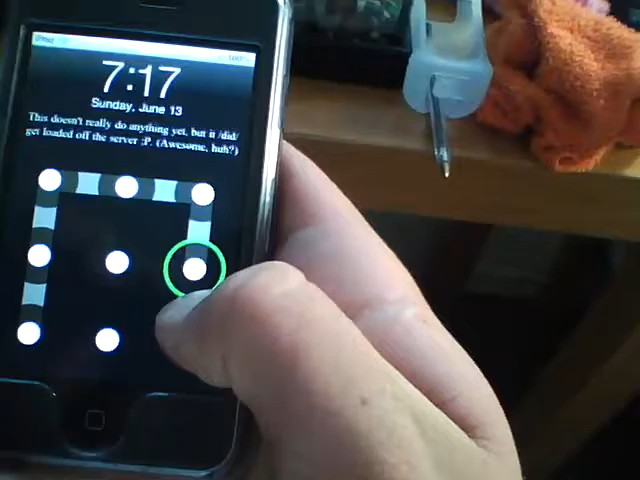 iPod
100%
7:17
Sunday, June 13
This doesn't really do anything yet, but it /did/
get loaded off the server :P. (Awesome, huh?)